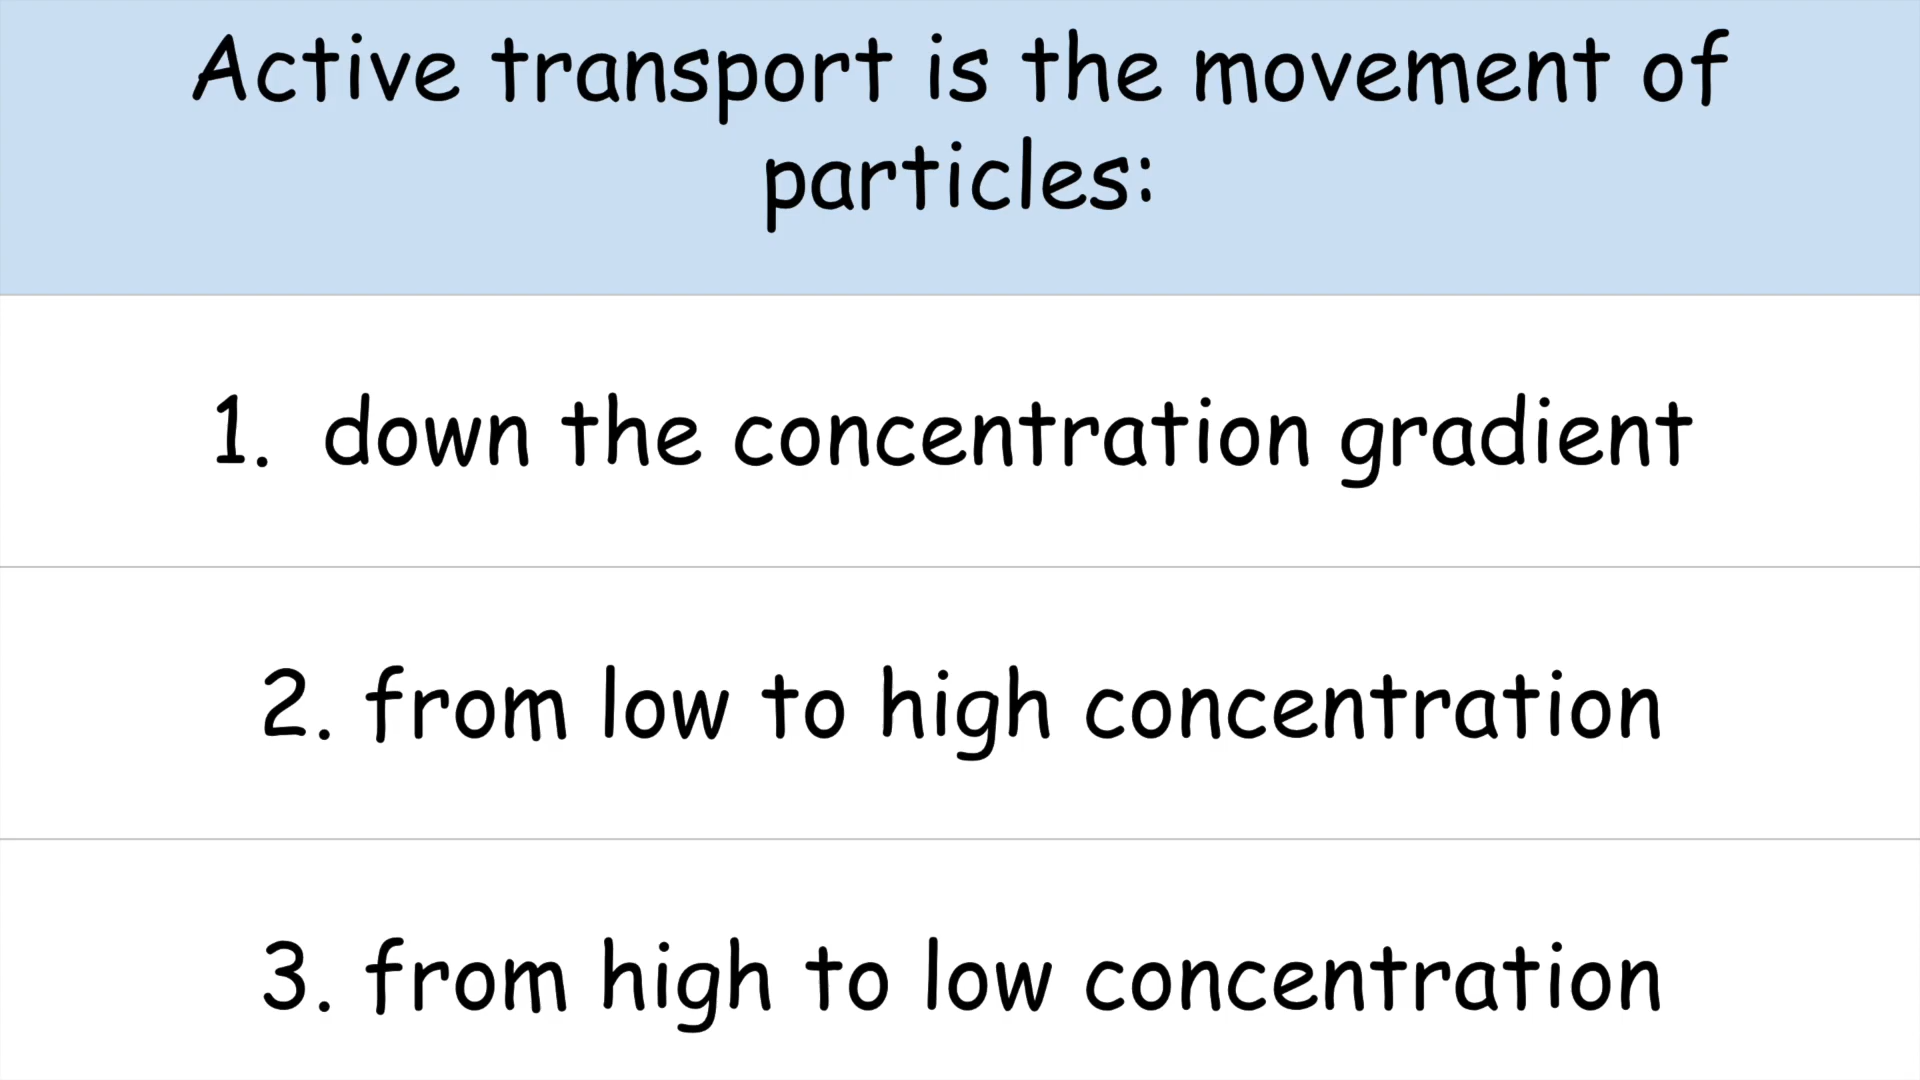 Active transport is the movement of
particles:
1. down the concentration gradient
2. from low to high concentration
3. from high to low concentration